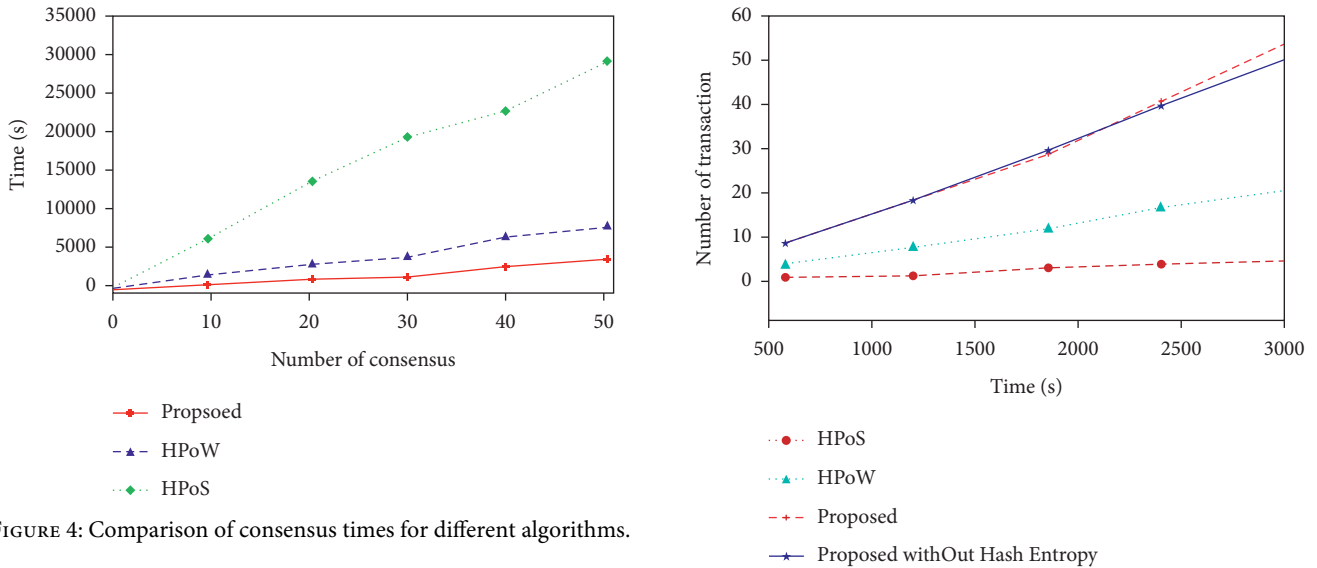 35000
30000
25000
20000
15000
10000
5000
0
Time (s)
0 10 20 30 40 50
Number of consensus
Propsoed
HPoW
HPoS
FIGURE 4: Comparison of consensus times for different algorithms.
60
50
40
30
20
10
0
Number of transaction
500 1000 1500 2000 2500 3000
Time (s)
HPoS
HPoW
Proposed
Proposed withOut Hash Entropy